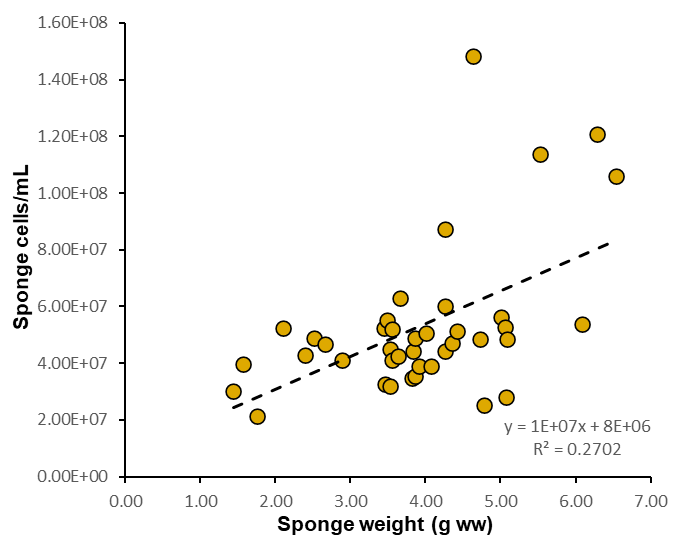 1.60E+08
1.40E+08
1.20E+08
1.00E+08
8.00E+07
6.00E+07
4.00E+07
2.00E+07
0.00E+00
Sponge cells/mL
y = 1E+07x + 8E+06
R² = 0.2702
0.00 1.00 2.00 3.00 4.00 5.00 6.00 7.00
Sponge weight (g ww)